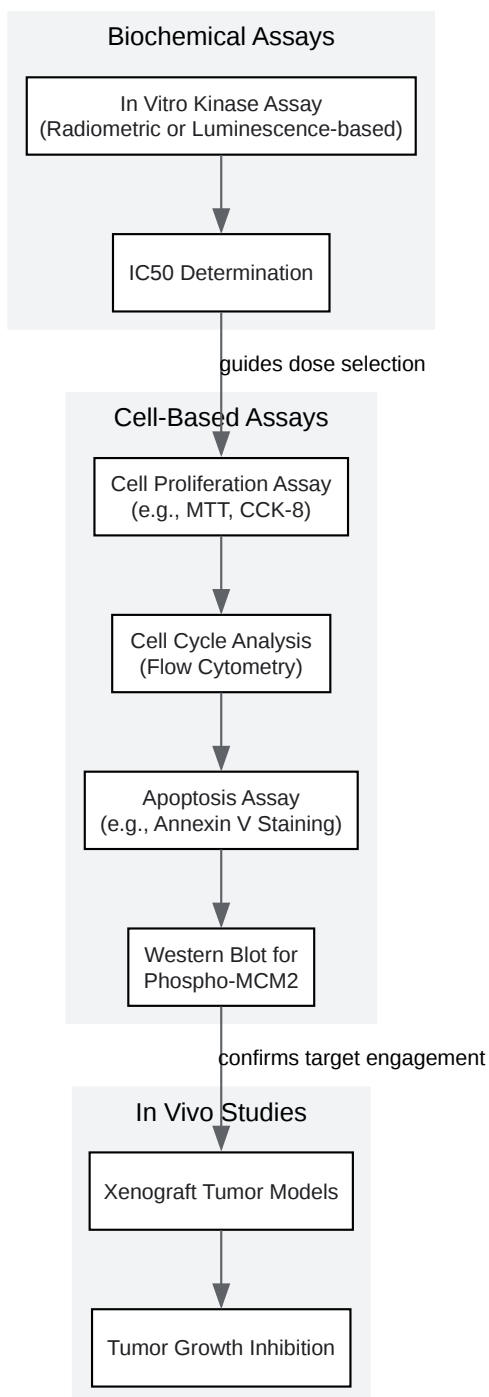 Biochemical Assays
In Vitro Kinase Assay
(Radiometric or Luminescence-based)
IC50 Determination
guides dose selection
Cell-Based Assays
Cell Proliferation Assay
(e.g., MTT, CCK-8)
Cell Cycle Analysis
(Flow Cytometry)
Apoptosis Assay
(e.g., Annexin V Staining)
Western Blot for
Phospho-MCM2
confirms target engagement
In Vivo Studies
Xenograft Tumor Models
Tumor Growth Inhibition